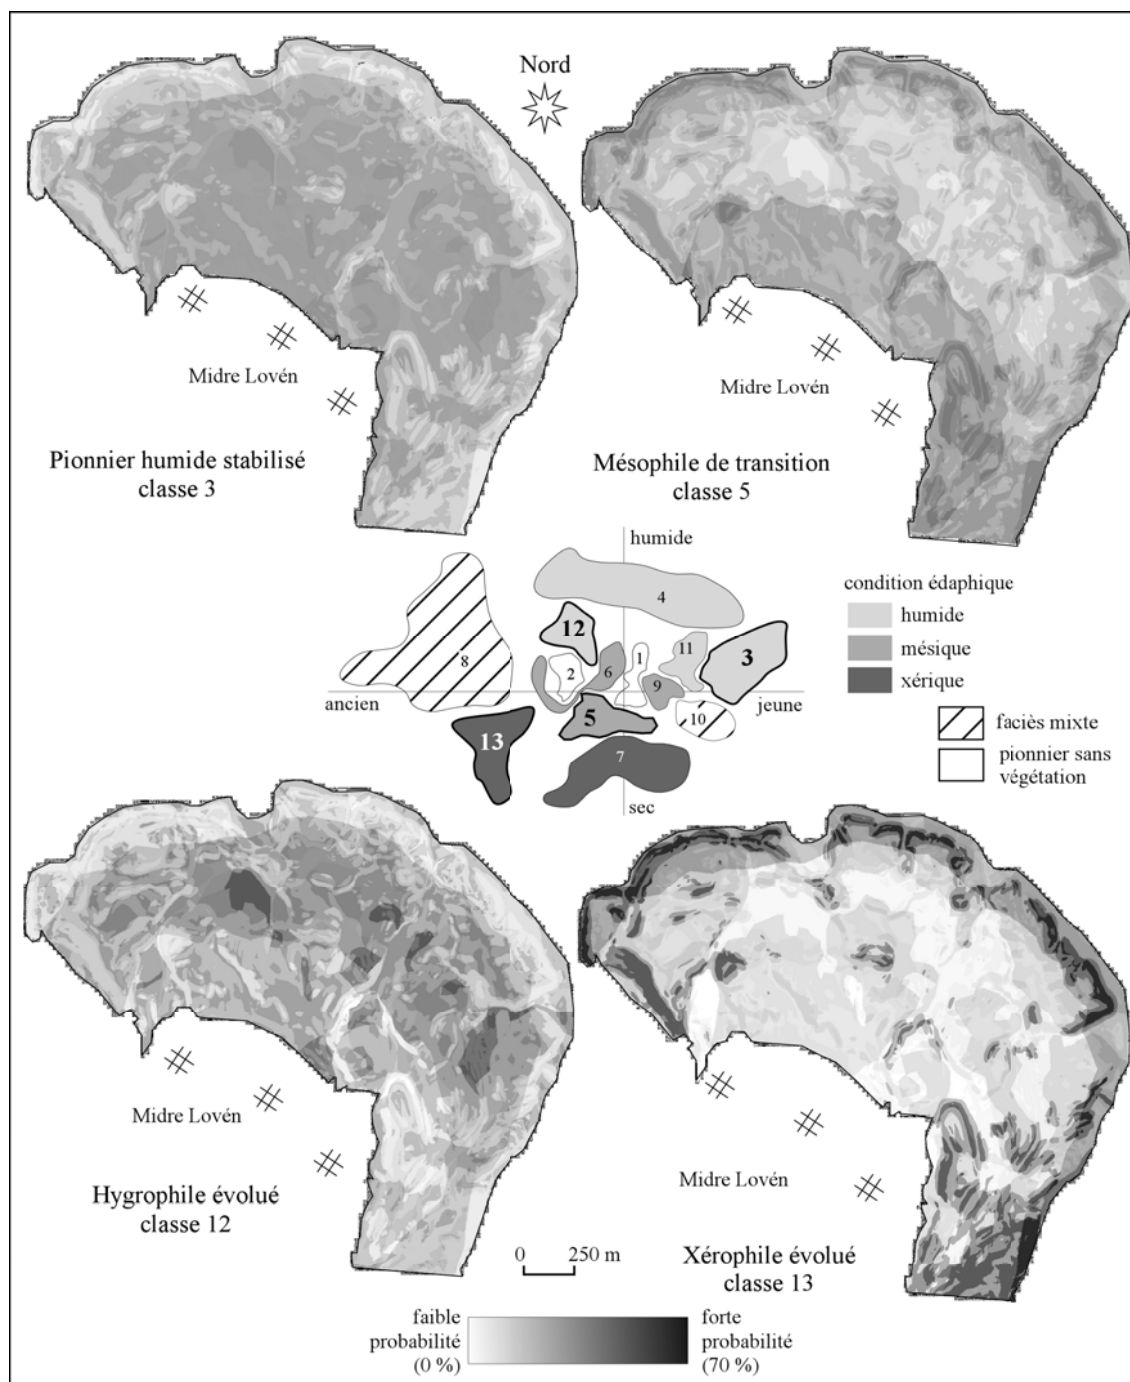 Nord
Midre Lovén
Pionnier humide stabilisé
classe 3
Midre Lovén
Mésophile de transition
classe 5
humide
4
12
11
3
8
2
6
1
9
ancien
jeune
5
10
13
7
sec
condition édaphique
humide
mésique
xérique
faciès mixte
pionnier sans
végétation
Midre Lovén
Hygrophile évolué
classe 12
Midre Lovén
Xérophile évolué
classe 13
0 250 m
faible
probabilité
(0 %)
forte
probabilité
(70 %)